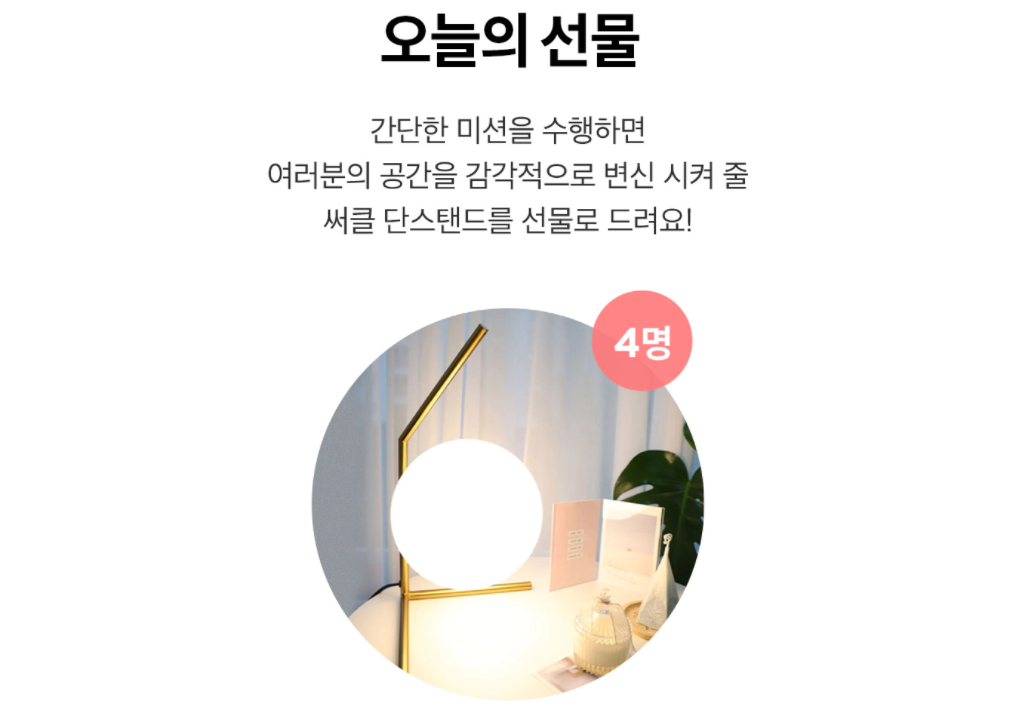 오늘의 선물
간단한 미션을 수행하면
여러분의 공간을 감각적으로 변신 시켜 줄
써클 단스탠드를 선물로 드려요!
4명